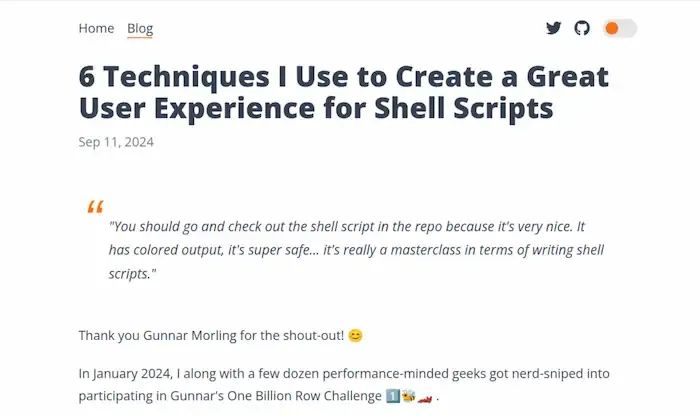 Home Blog
6 Techniques I Use to Create a Great
User Experience for Shell Scripts
Sep 11, 2024
“
"You should go and check out the shell script in the repo because it's very nice. It
has colored output, it's super safe... it's really a masterclass in terms of writing shell
scripts."
Thank you Gunnar Morling for the shout-out! 😊
In January 2024, I along with a few dozen performance-minded geeks got nerd-sniped into
participating in Gunnar's One Billion Row Challenge 1️⃣🐝🏎️ .